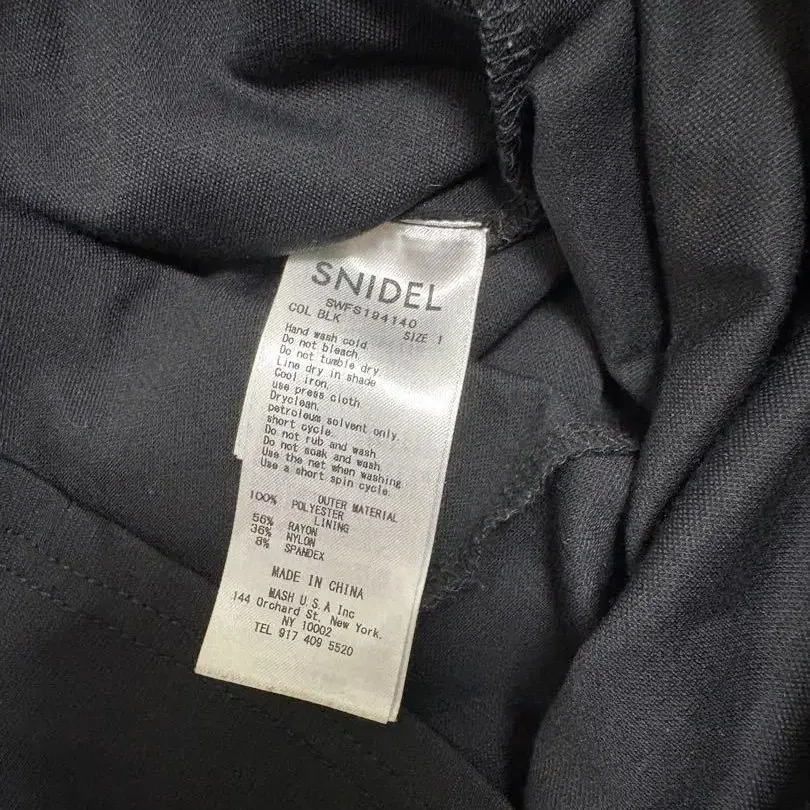 SNIDEL
SWFS194140
COL BLK SIZE 1
Hand wash cold
Do not bleach
Do not tumble dry
Line dry in shade
Cool iron.
use press cloth.
Dryclean.
petroleum solvent only.
short cycle.
Do not rub and wash
Do not soak and wash
Use the net when washing
Use a short spin cycle.
OUTER MATERIAL
100% POLYESTER
LINING
56% RAYON
36% NYLON
8% SPANDEX
MADE IN CHINA
MASH U.S.A Inc
144 Orchard St. New York.
NY 10002
TEL 917 409 5520